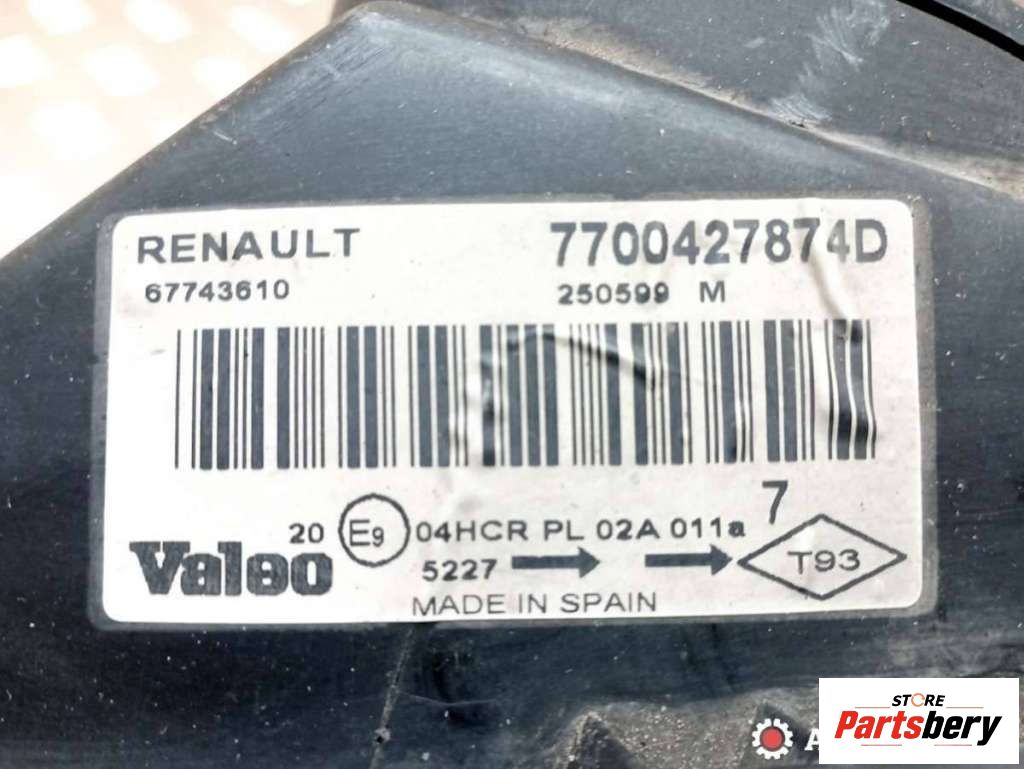 RENAULT 7700427874D
67743610 250599 M
7
20 E9 04HCR PL 02A 011a
Valeo 5227 T93
MADE IN SPAIN
STORE
Partsbery